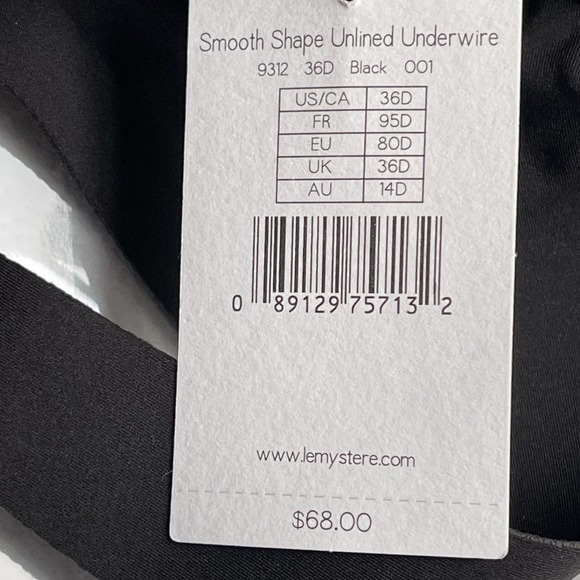 Smooth Shape Unlined Underwire
9312 36D Black 001
US/CA 36D
FR 95D
EU 80D
UK 36D
AU 14D
0 89129 75713 2
www.lemystere.com
$68.00